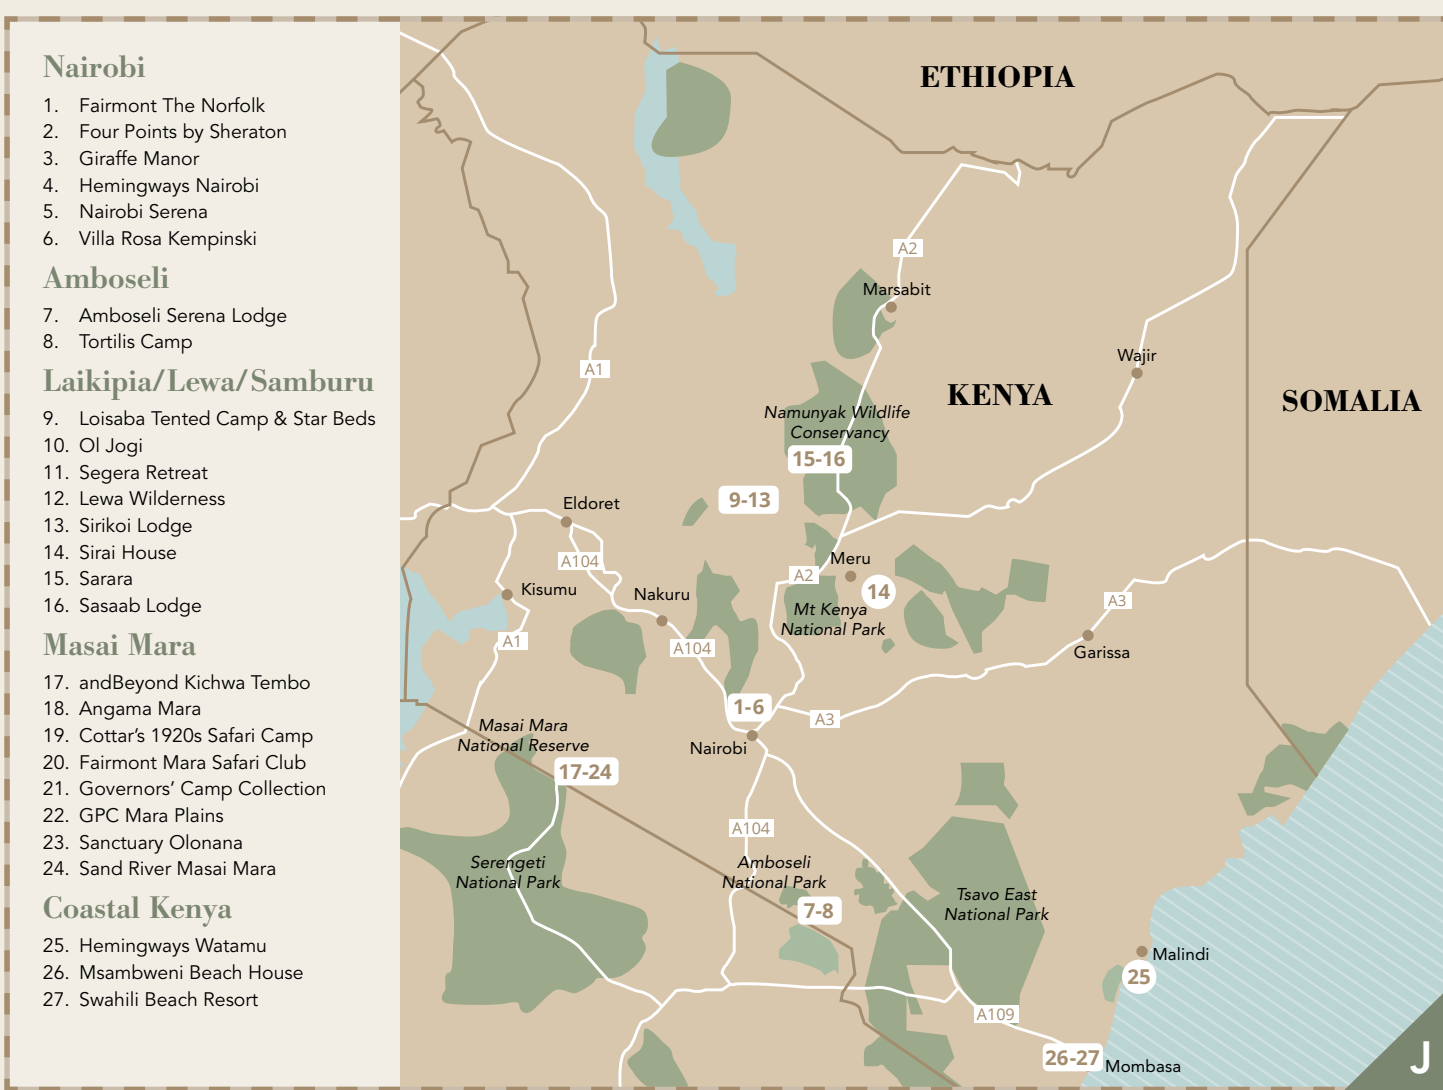 Nairobi
1. Fairmont The Norfolk
2. Four Points by Sheraton
3. Giraffe Manor
4. Hemingways Nairobi
5. Nairobi Serena
6. Villa Rosa Kempinski
Amboseli
7. Amboseli Serena Lodge
8. Tortilis Camp
Laikipia/Lewa/Samburu
9. Loisaba Tented Camp & Star Beds
10. Ol Jogi
11. Segera Retreat
12. Lewa Wilderness
13. Sirikoi Lodge
14. Sirai House
15. Sarara
16. Sasaab Lodge
Masai Mara
17. andBeyond Kichwa Tembo
18. Angama Mara
19. Cottar's 1920s Safari Camp
20. Fairmont Mara Safari Club
21. Governors' Camp Collection
22. GPC Mara Plains
23. Sanctuary Olonana
24. Sand River Masai Mara
Coastal Kenya
25. Hemingways Watamu
26. Msambweni Beach House
27. Swahili Beach Resort
ETHIOPIA
A2
Marsabit
Wajir
A1
KENYA
SOMALIA
Namunyak Wildlife
Conservancy
15-16
9-13
Eldoret
A104
Meru
A2
14
Kisumu
Nakuru
Mt Kenya
National Park
A3
A1
A104
Garissa
1-6
A3
Masai Mara
National Reserve
Nairobi
17-24
A104
Serengeti
National Park
Amboseli
National Park
7-8
Tsavo East
National Park
Malindi
25
A109
26-27
Mombasa
J